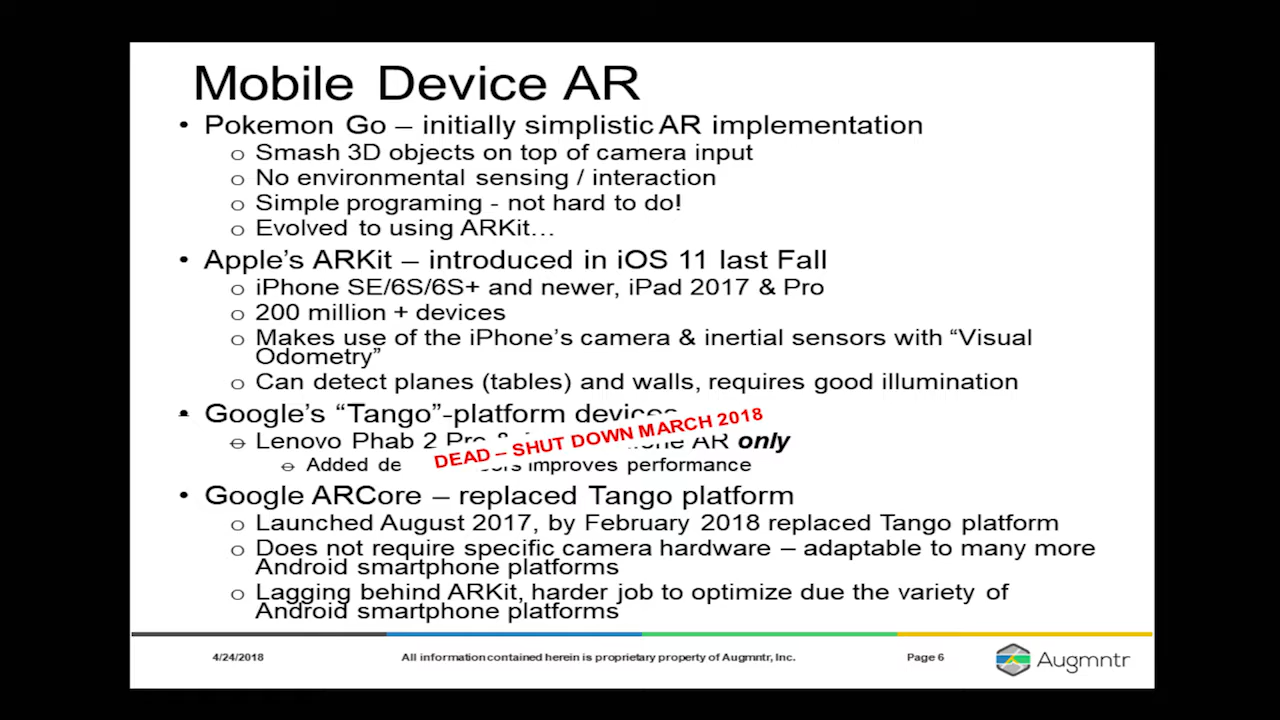 Mobile Device AR
• Pokemon Go – initially simplistic AR implementation
o Smash 3D objects on top of camera input
o No environmental sensing / interaction
o Simple programing - not hard to do!
o Evolved to using ARKit...
• Apple's ARKit – introduced in iOS 11 last Fall
o iPhone SE/6S/6S+ and newer, iPad 2017 & Pro
o 200 million + devices
o Makes use of the iPhone's camera & inertial sensors with “Visual
Odometry”
o Can detect planes (tables) and walls, requires good illumination
• Google's “Tango”-platform devices
DEAD – SHUT DOWN MARCH 2018
o Lenovo Phab 2 Pro AR only
o Added improves performance
• Google ARCore – replaced Tango platform
o Launched August 2017, by February 2018 replaced Tango platform
o Does not require specific camera hardware – adaptable to many more
Android smartphone platforms
o Lagging behind ARKit, harder job to optimize due the variety of
Android smartphone platforms
4/24/2018 All information contained herein is proprietary property of Augmntr, Inc. Page 6 Augmntr